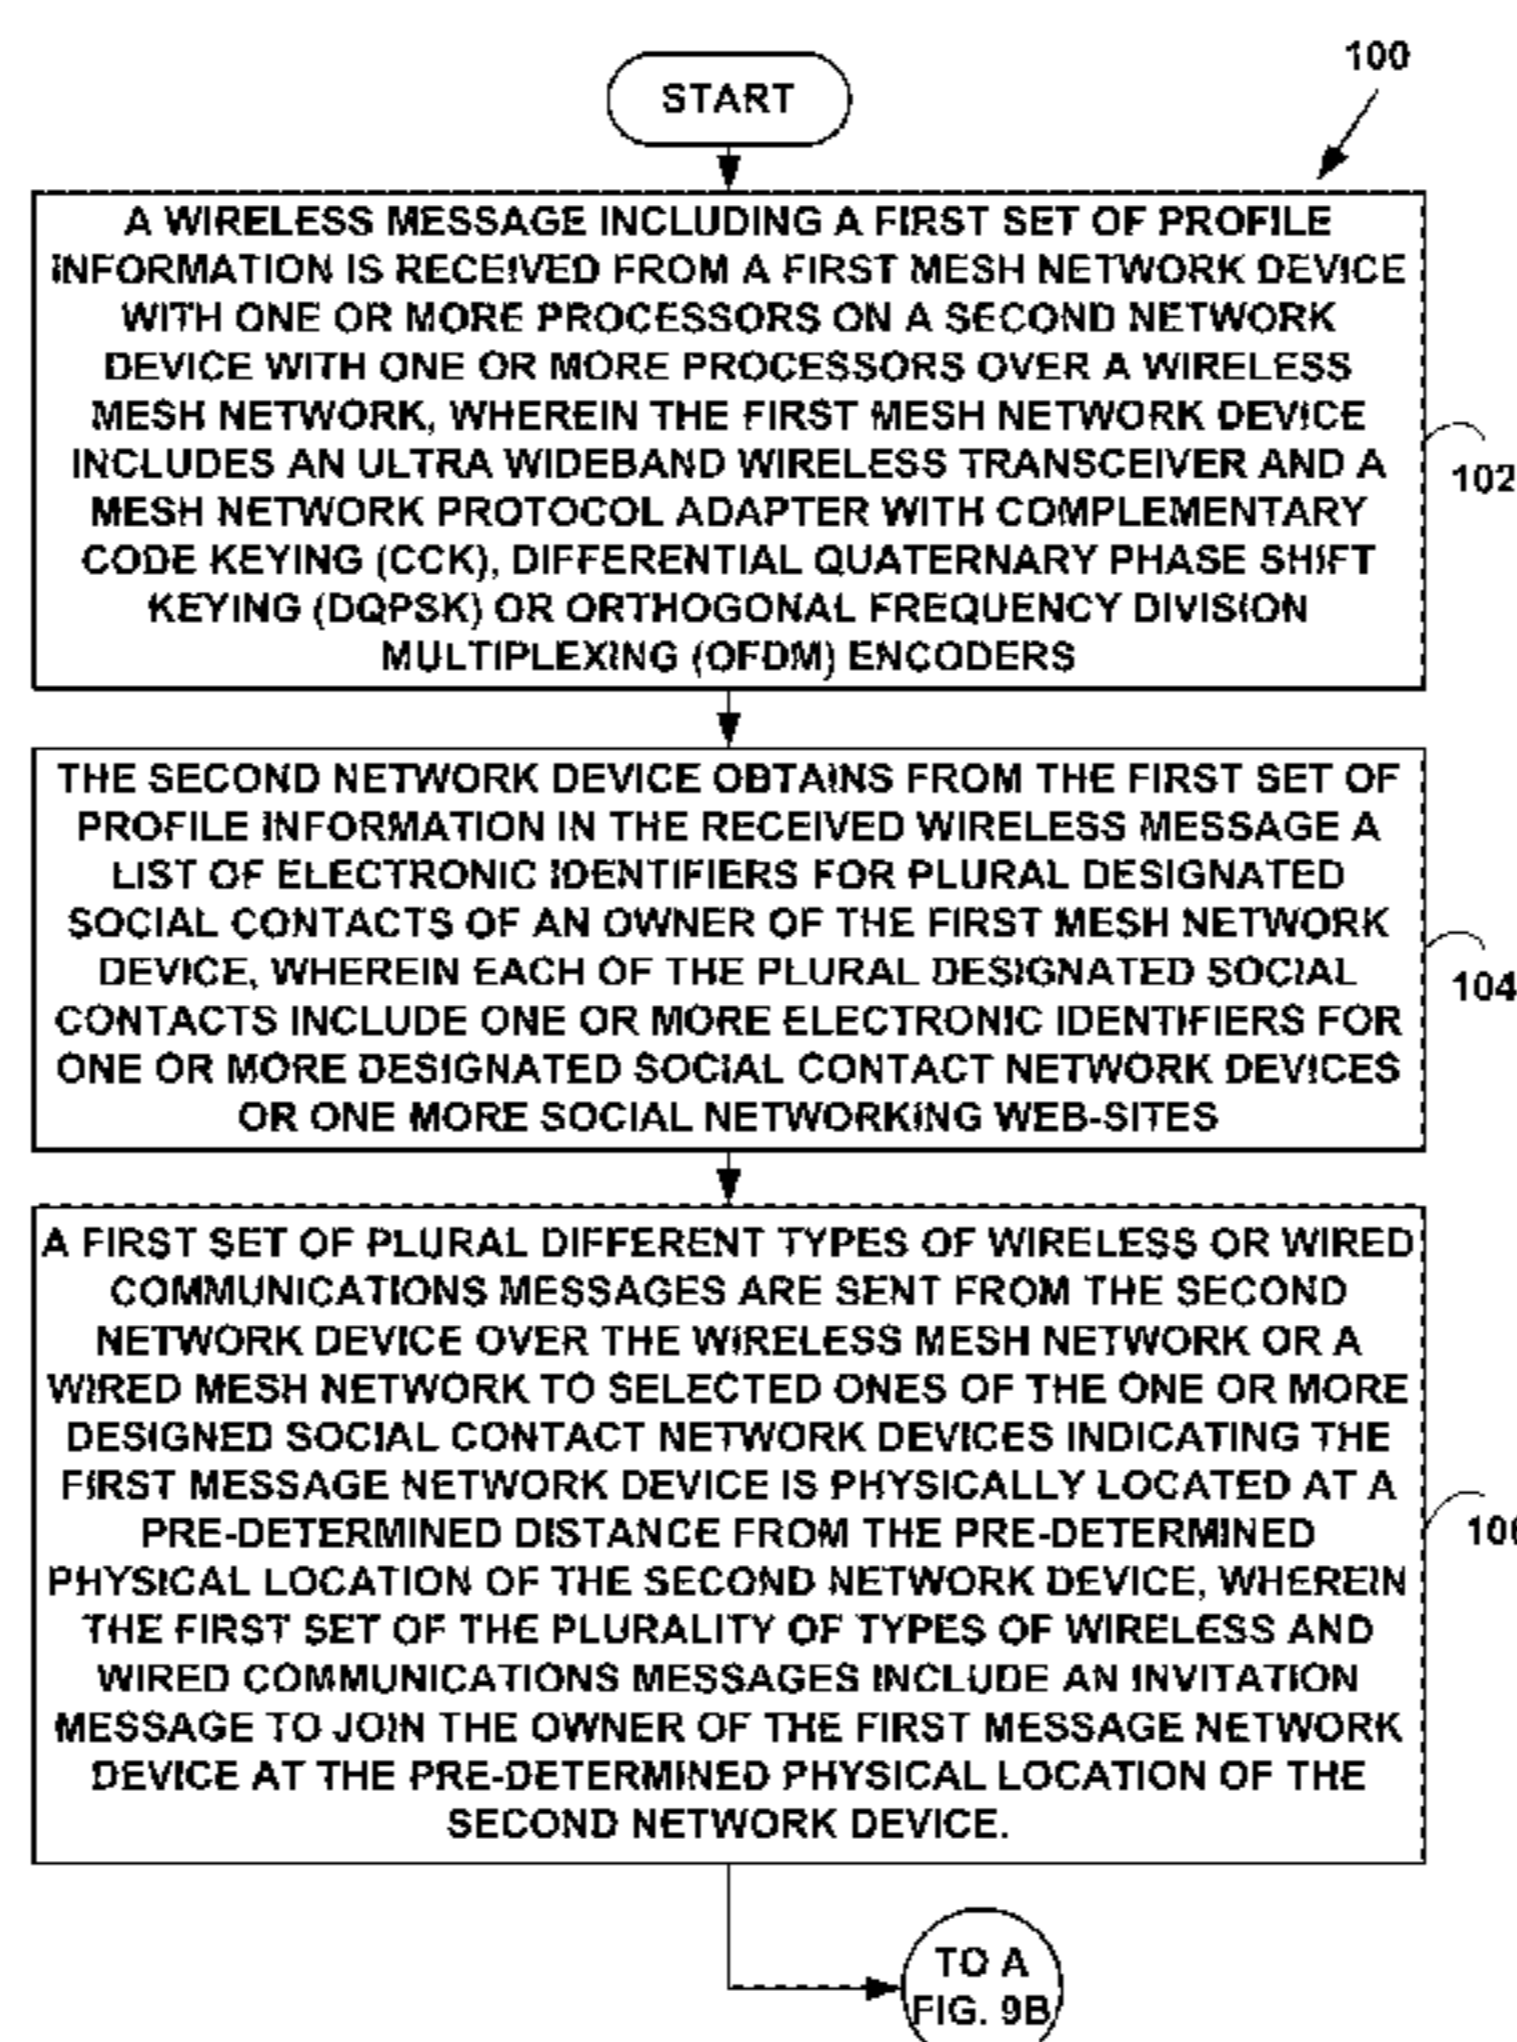 100
START
A WIRELESS MESSAGE INCLUDING A FIRST SET OF PROFILE
INFORMATION IS RECEIVED FROM A FIRST MESH NETWORK DEVICE
WITH ONE OR MORE PROCESSORS ON A SECOND NETWORK
DEVICE WITH ONE OR MORE PROCESSORS OVER A WIRELESS
MESH NETWORK, WHEREIN THE FIRST MESH NETWORK DEVICE
INCLUDES AN ULTRA WIDEBAND WIRELESS TRANSCEIVER AND A
MESH NETWORK PROTOCOL ADAPTER WITH COMPLEMENTARY
CODE KEYING (CCK), DIFFERENTIAL QUATERNARY PHASE SHIFT
KEYING (DQPSK) OR ORTHOGONAL FREQUENCY DIVISION
MULTIPLEXING (OFDM) ENCODERS
102
THE SECOND NETWORK DEVICE OBTAINS FROM THE FIRST SET OF
PROFILE INFORMATION IN THE RECEIVED WIRELESS MESSAGE A
LIST OF ELECTRONIC IDENTIFIERS FOR PLURAL DESIGNATED
SOCIAL CONTACTS OF AN OWNER OF THE FIRST MESH NETWORK
DEVICE, WHEREIN EACH OF THE PLURAL DESIGNATED SOCIAL
CONTACTS INCLUDE ONE OR MORE ELECTRONIC IDENTIFIERS FOR
ONE OR MORE DESIGNATED SOCIAL CONTACT NETWORK DEVICES
OR ONE MORE SOCIAL NETWORKING WEB-SITES
104
A FIRST SET OF PLURAL DIFFERENT TYPES OF WIRELESS OR WIRED
COMMUNICATIONS MESSAGES ARE SENT FROM THE SECOND
NETWORK DEVICE OVER THE WIRELESS MESH NETWORK OR A
WIRED MESH NETWORK TO SELECTED ONES OF THE ONE OR MORE
DESIGNED SOCIAL CONTACT NETWORK DEVICES INDICATING THE
FIRST MESSAGE NETWORK DEVICE IS PHYSICALLY LOCATED AT A
PRE-DETERMINED DISTANCE FROM THE PRE-DETERMINED
PHYSICAL LOCATION OF THE SECOND NETWORK DEVICE, WHEREIN
THE FIRST SET OF THE PLURALITY OF TYPES OF WIRELESS AND
WIRED COMMUNICATIONS MESSAGES INCLUDE AN INVITATION
MESSAGE TO JOIN THE OWNER OF THE FIRST MESSAGE NETWORK
DEVICE AT THE PRE-DETERMINED PHYSICAL LOCATION OF THE
SECOND NETWORK DEVICE.
106
TO A
FIG. 9B